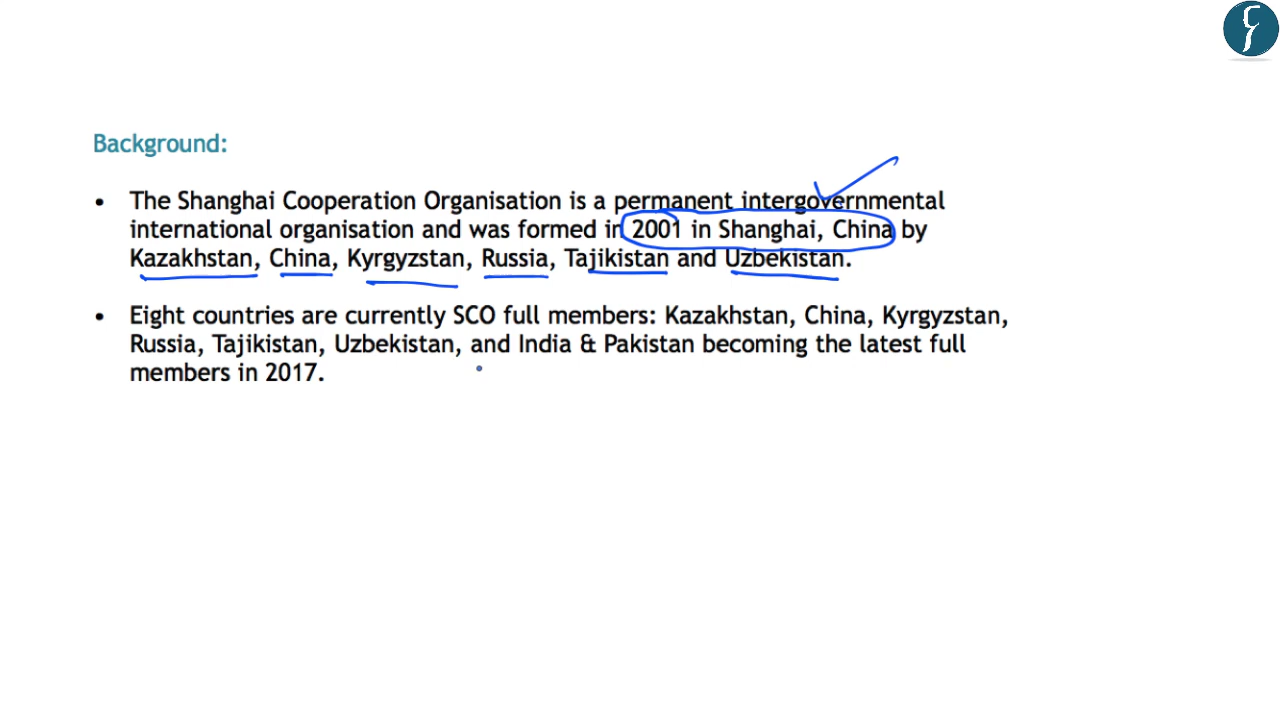 Background:
• The Shanghai Cooperation Organisation is a permanent intergovernmental
international organisation and was formed in 2001 in Shanghai, China by
Kazakhstan, China, Kyrgyzstan, Russia, Tajikistan and Uzbekistan.
• Eight countries are currently SCO full members: Kazakhstan, China, Kyrgyzstan,
Russia, Tajikistan, Uzbekistan, and India & Pakistan becoming the latest full
members in 2017.